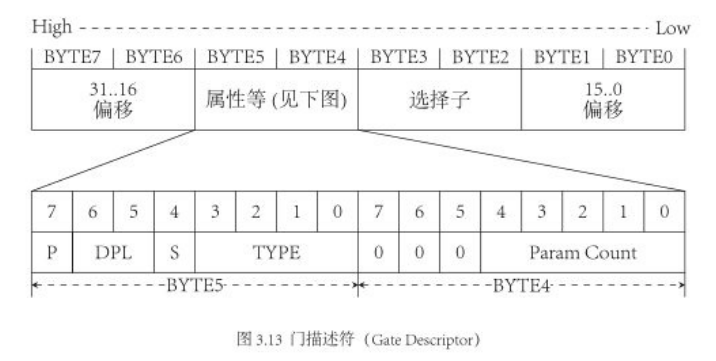 High Low
BYTE7 BYTE6 BYTE5 BYTE4 BYTE3 BYTE2 BYTE1 BYTE0
31..16 偏移 属性等 (见下图) 选择子 15..0 偏移
7 6 5 4 3 2 1 0 7 6 5 4 3 2 1 0
P DPL S TYPE 0 0 0 Param Count
BYTE5 BYTE4
图 3.13 门描述符（Gate Descriptor）